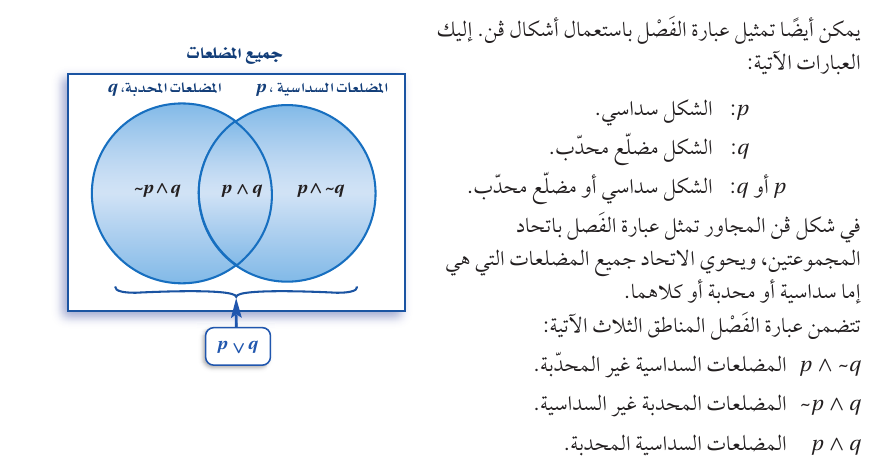 يمكن أيضًا تمثيل عبارة الفَصْل باستعمال أشكال ڤن. إليك
العبارات الآتية:
p: الشكل سداسي.
q: الشكل مضلّع محدّب.
p أو q: الشكل سداسي أو مضلّع محدّب.
في شكل ڤن المجاور تمثل عبارة الفَصل باتحاد
المجموعتين، ويحوي الاتحاد جميع المضلعات التي هي
إما سداسية أو محدبة أو كلاهما.
تتضمن عبارة الفَصْل المناطق الثلاث الآتية:
p ∧ ~q المضلعات السداسية غير المحدّبة.
~p ∧ q المضلعات المحدبة غير السداسية.
p ∧ q المضلعات السداسية المحدبة.
جميع المضلعات
المضلعات السداسية ، p
المضلعات المحدبة، q
p ∧ ~q
p ∧ q
~p ∧ q
p ∨ q